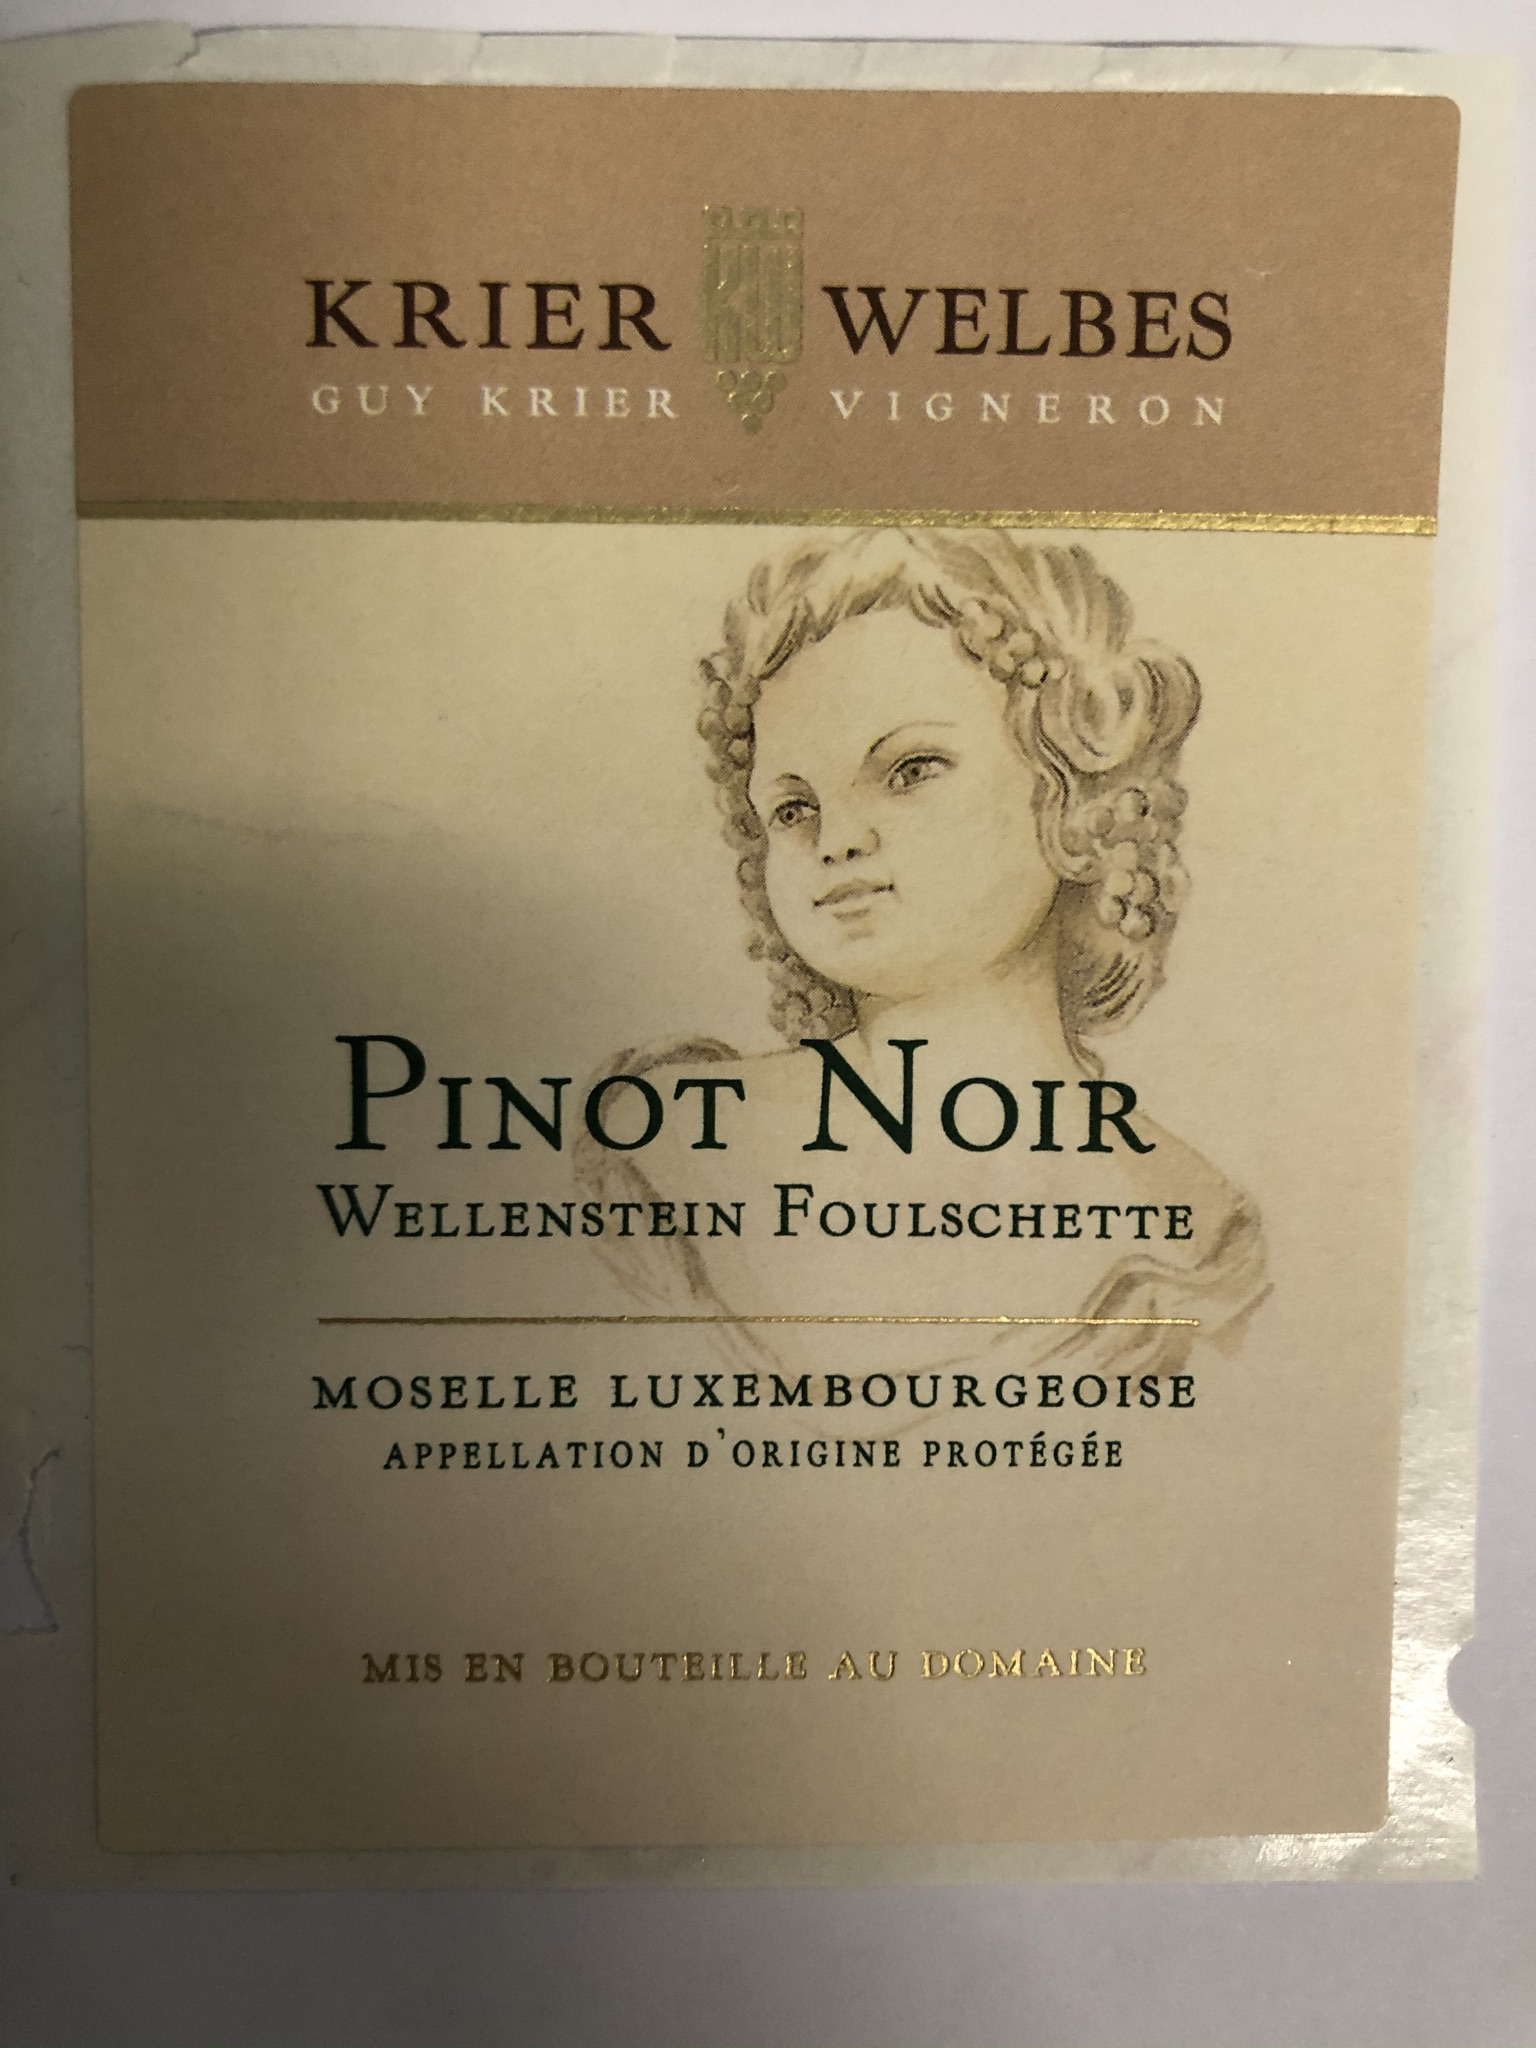 KRIER KW WELBES
GUY KRIER VIGNERON
PINOT NOIR
WELLENSTEIN FOULSCHETTE
MOSELLE LUXEMBOURGEOISE
APPELLATION D'ORIGINE PROTÉGÉE
MIS EN BOUTEILLE AU DOMAINE